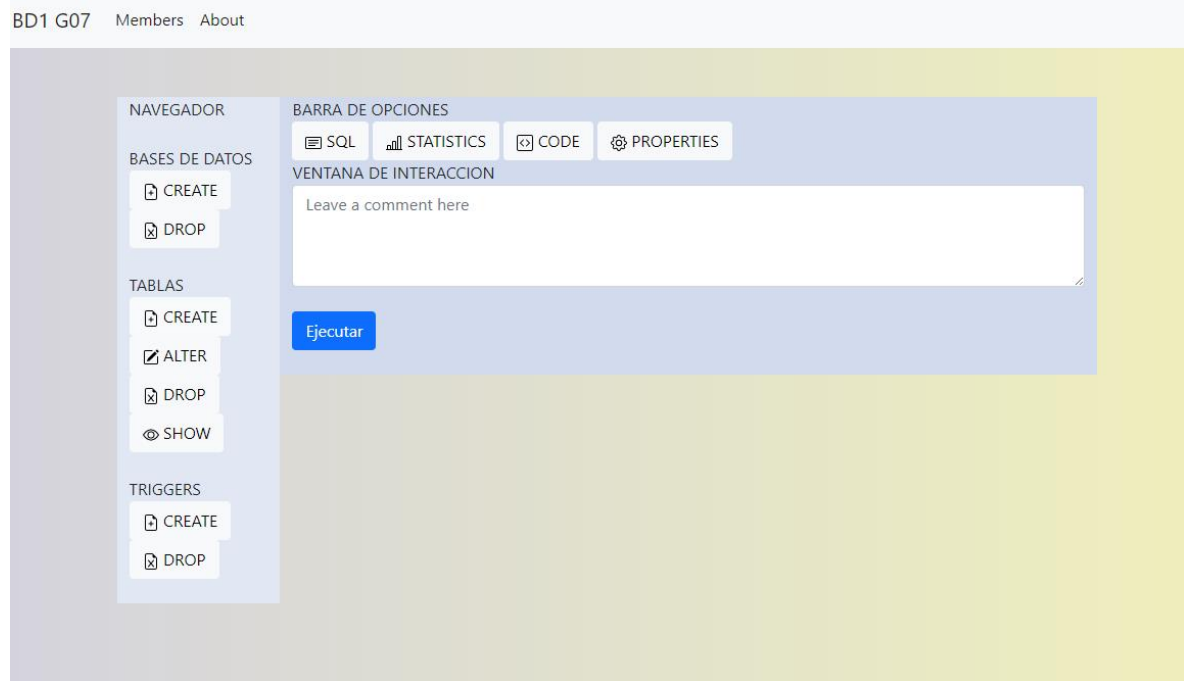 BD1 G07 Members About
NAVEGADOR
BASES DE DATOS
CREATE
DROP
TABLAS
CREATE
ALTER
DROP
SHOW
TRIGGERS
CREATE
DROP
BARRA DE OPCIONES
SQL STATISTICS CODE PROPERTIES
VENTANA DE INTERACCION
Leave a comment here
Ejecutar